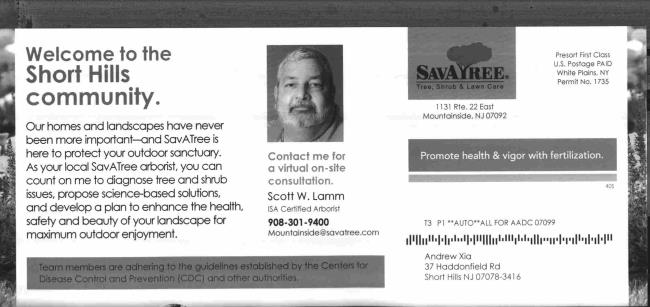 Welcome to the
Short Hills
community.
Our homes and landscapes have never
been more important—and SavATree is
here to protect your outdoor sanctuary.
As your local SavATree arborist, you can
count on me to diagnose tree and shrub
issues, propose science-based solutions,
and develop a plan to enhance the health,
safety and beauty of your landscape for
maximum outdoor enjoyment.
Contact me for
a virtual on-site
consultation.
Scott W. Lamm
ISA Certified Arborist
908-301-9400
Mountainside@savatree.com
Team members are adhering to the guidelines established by the Centers for
Disease Control and Prevention (CDC) and other authorities.
SAVATREE®
Tree, Shrub & Lawn Care
1131 Rte. 22 East
Mountainside, NJ 07092
Presort First Class
U.S. Postage PAID
White Plains, NY
Permit No. 1735
Promote health & vigor with fertilization.
405
T3 P1 **AUTO**ALL FOR AADC 07099
Andrew Xia
37 Haddonfield Rd
Short Hills NJ 07078-3416